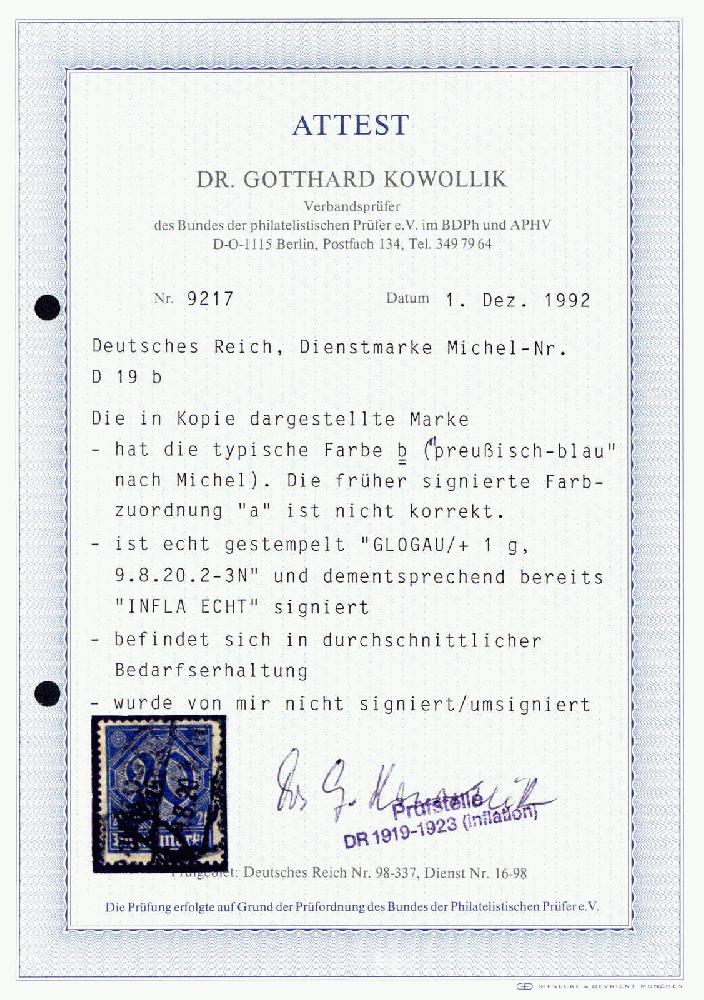 ATTEST
DR. GOTTHARD KOWOLLIK
Verbandsprüfer
des Bundes der philatelistischen Prüfer e.V. im BDPh und APHV
D-O-1115 Berlin, Postfach 134, Tel. 349 79 64
Nr. 9217 Datum 1. Dez. 1992
Deutsches Reich, Dienstmarke Michel-Nr.
D 19 b
Die in Kopie dargestellte Marke
- hat die typische Farbe b ("preußisch-blau"
nach Michel). Die früher signierte Farb-
zuordnung "a" ist nicht korrekt.
- ist echt gestempelt "GLOGAU/+ 1 g,
9.8.20.2-3N" und dementsprechend bereits
"INFLA ECHT" signiert
- befindet sich in durchschnittlicher
Bedarfserhaltung
- wurde von mir nicht signiert/umsigniert
20
Prüfstelle
DR 1919-1923 (Inflation)
Prüfgebiet: Deutsches Reich Nr. 98-337, Dienst Nr. 16-98
Die Prüfung erfolgte auf Grund der Prüfordnung des Bundes der Philatelistischen Prüfer e.V.
GIESECKE & DEVRIENT MÜNCHEN